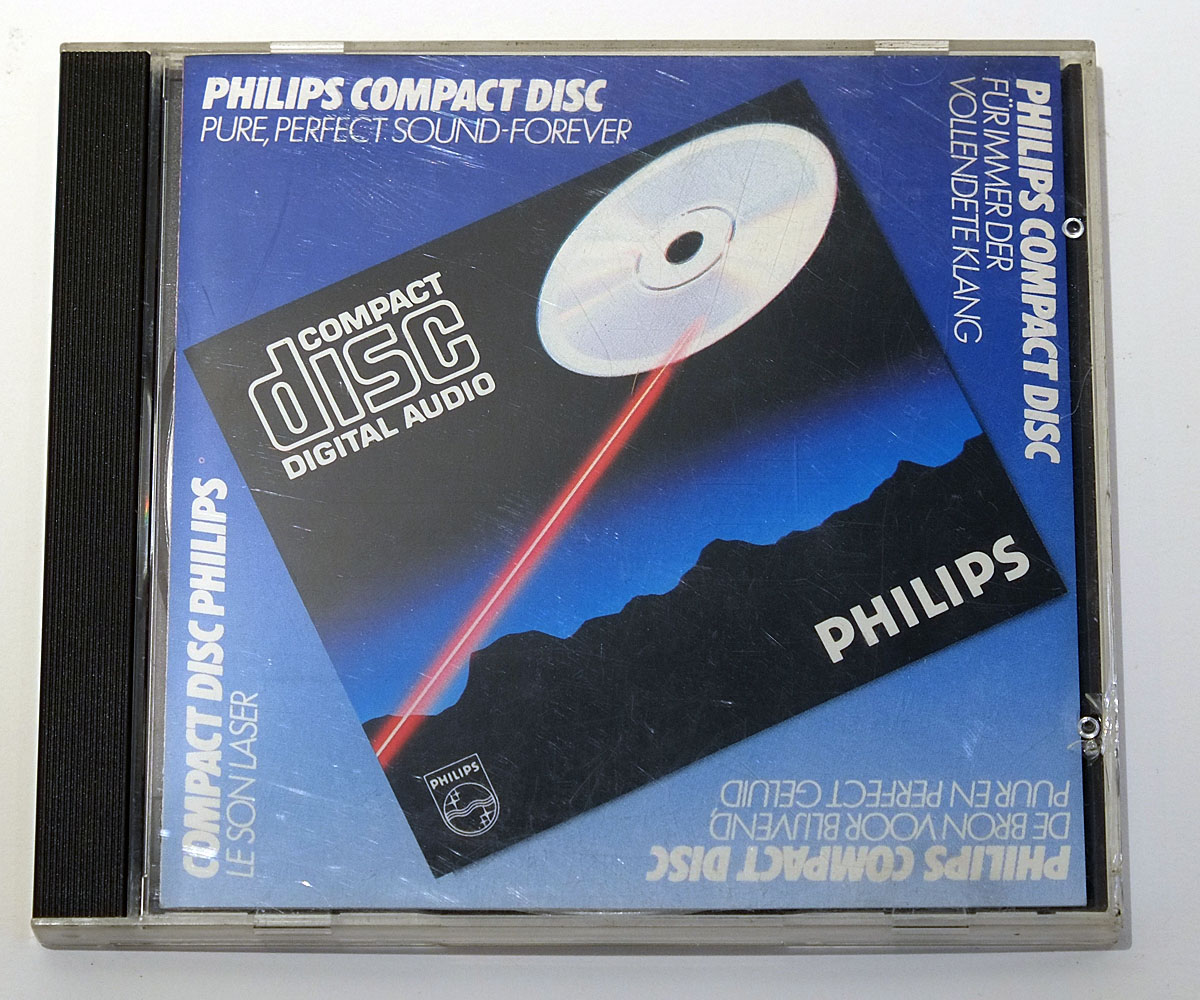 PHILIPS COMPACT DISC
PURE, PERFECT SOUND-FOREVER
PHILIPS COMPACT DISC
FÜR IMMER DER
VOLLENDETE KLANG
COMPACT
disc
DIGITAL AUDIO
PHILIPS
PHILIPS
COMPACT DISC PHILIPS
LE SON LASER
PHILIPS COMPACT DISC
DE BRON VOOR BLIJVEND,
PUUR EN PERFECT GELUID